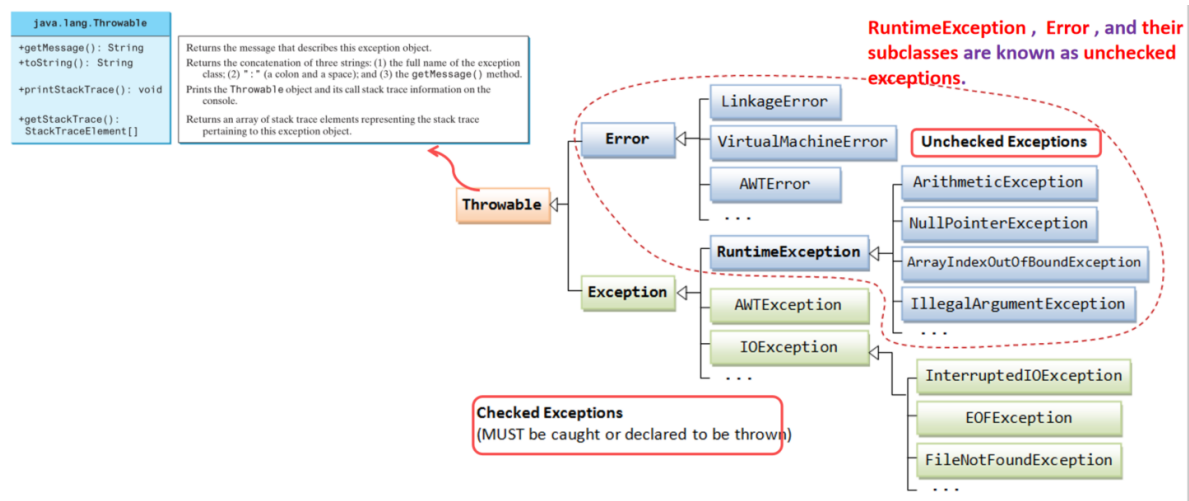 java.lang.Throwable
+getMessage(): String
+toString(): String
+printStackTrace(): void
+getStackTrace():
StackTraceElement[]
Returns the message that describes this exception object.
Returns the concatenation of three strings: (1) the full name of the exception
class; (2) ":" (a colon and a space); and (3) the getMessage() method.
Prints the Throwable object and its call stack trace information on the
console.
Returns an array of stack trace elements representing the stack trace
pertaining to this exception object.
RuntimeException , Error , and their
subclasses are known as unchecked
exceptions.
Throwable
Error
LinkageError
VirtualMachineError
AWTError
...
Unchecked Exceptions
Exception
RuntimeException
ArithmeticException
NullPointerException
ArrayIndexOutOfBoundException
IllegalArgumentException
...
AWTException
IOException
...
InterruptedIOException
EOFException
FileNotFoundException
...
Checked Exceptions
(MUST be caught or declared to be thrown)